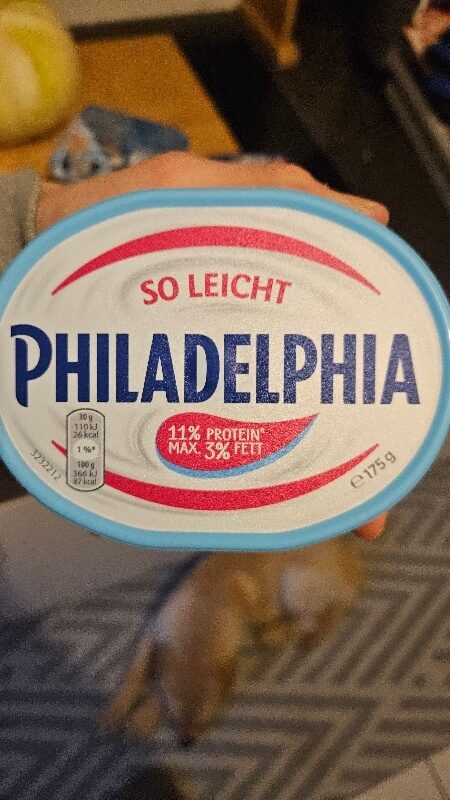 SO LEICHT
PHILADELPHIA
11% PROTEIN*
MAX. 3% FETT
30 g
110 kJ
26 kcal
1 %*
100 g
366 kJ
87 kcal
3232212
℮ 175 g